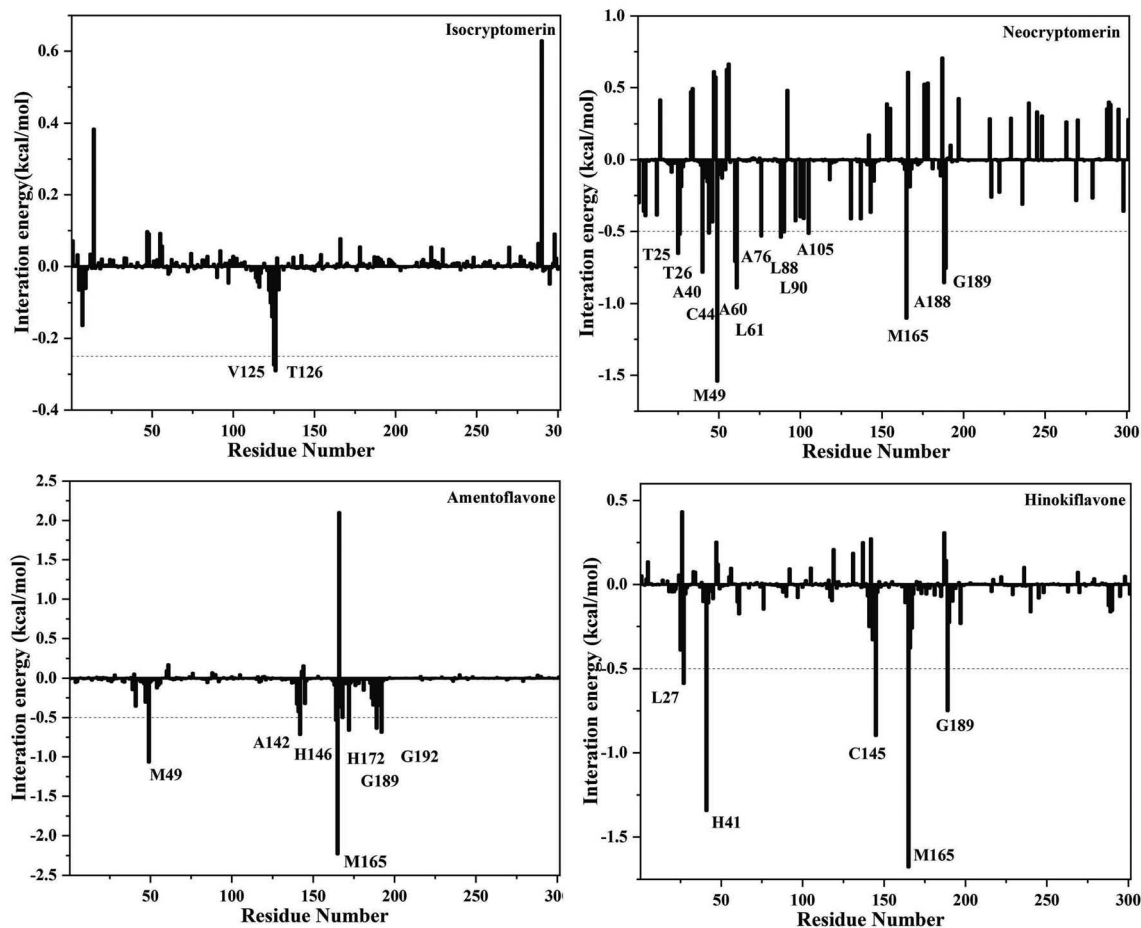 Isocryptomerin
Interation energy(kcal/mol)
0.6
0.4
0.2
0.0
-0.2
-0.4
V125 T126
50 100 150 200 250 300
Residue Number
Neocryptomerin
Interation energy (kcal/mol)
1.0
0.5
0.0
-0.5
-1.0
-1.5
T25
T26
A40
C44
M49
A60
L61
A76
L88
L90
A105
M165
A188
G189
50 100 150 200 250 300
Residue Number
Amentoflavone
Interation energy (kcal/mol)
2.5
2.0
1.5
1.0
0.5
0.0
-0.5
-1.0
-1.5
-2.0
-2.5
M49
A142
H146
M165
H172
G189
G192
50 100 150 200 250 300
Residue Number
Hinokiflavone
Interation energy (kcal/mol)
0.5
0.0
-0.5
-1.0
-1.5
L27
H41
C145
M165
G189
50 100 150 200 250 300
Residue Number